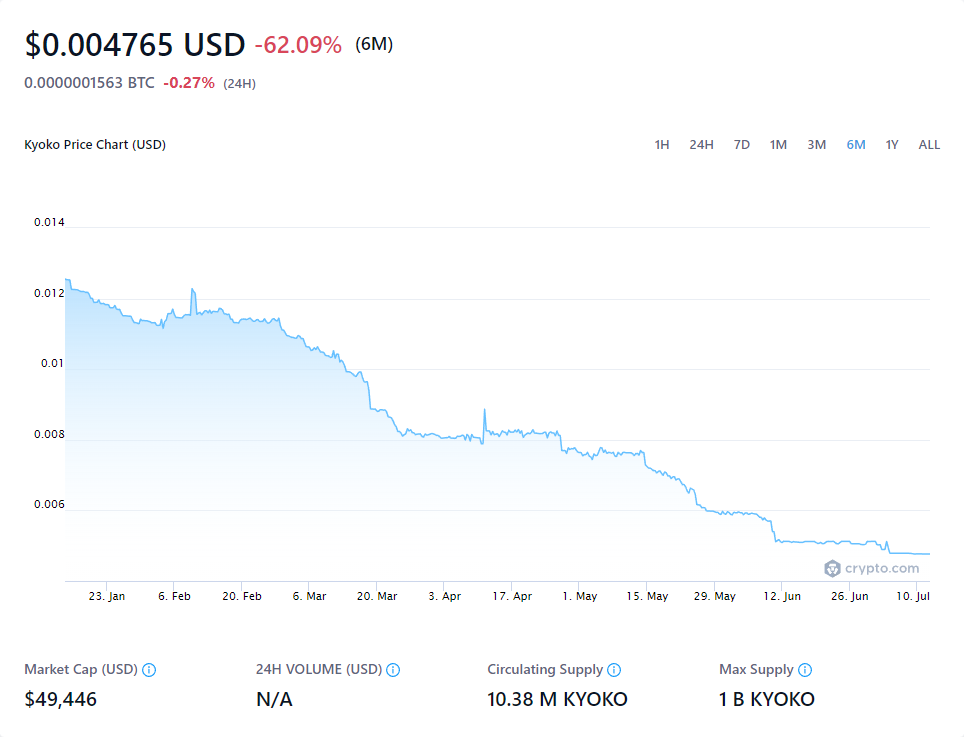 $0.004765 USD -62.09% (6M)
0.0000001563 BTC -0.27% (24H)
Kyoko Price Chart (USD) 1H 24H 7D 1M 3M 6M 1Y ALL
0.014
0.012
0.01
0.008
0.006
crypto.com
23. Jan 6. Feb 20. Feb 6. Mar 20. Mar 3. Apr 17. Apr 1. May 15. May 29. May 12. Jun 26. Jun 10. Jul
Market Cap (USD) 24H VOLUME (USD) Circulating Supply Max Supply
$49,446 N/A 10.38 M KYOKO 1 B KYOKO